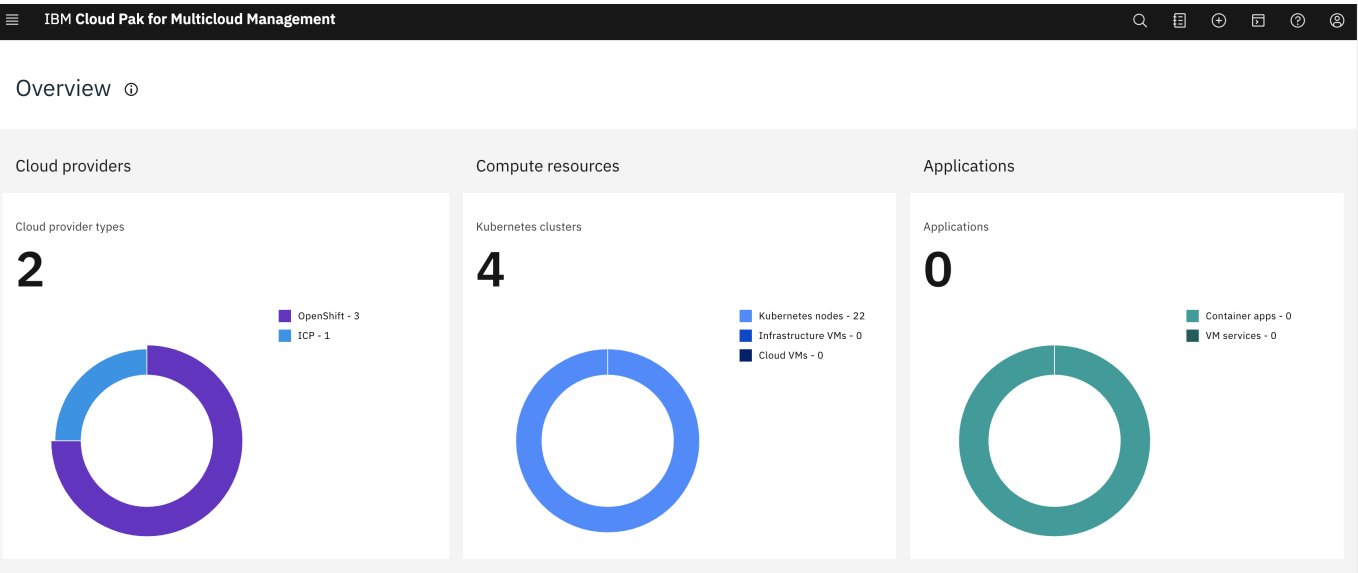 IBM Cloud Pak for Multicloud Management
Overview
Cloud providers
Cloud provider types
2
OpenShift - 3
ICP - 1
Compute resources
Kubernetes clusters
4
Kubernetes nodes - 22
Infrastructure VMs - 0
Cloud VMs - 0
Applications
Applications
0
Container apps - 0
VM services - 0